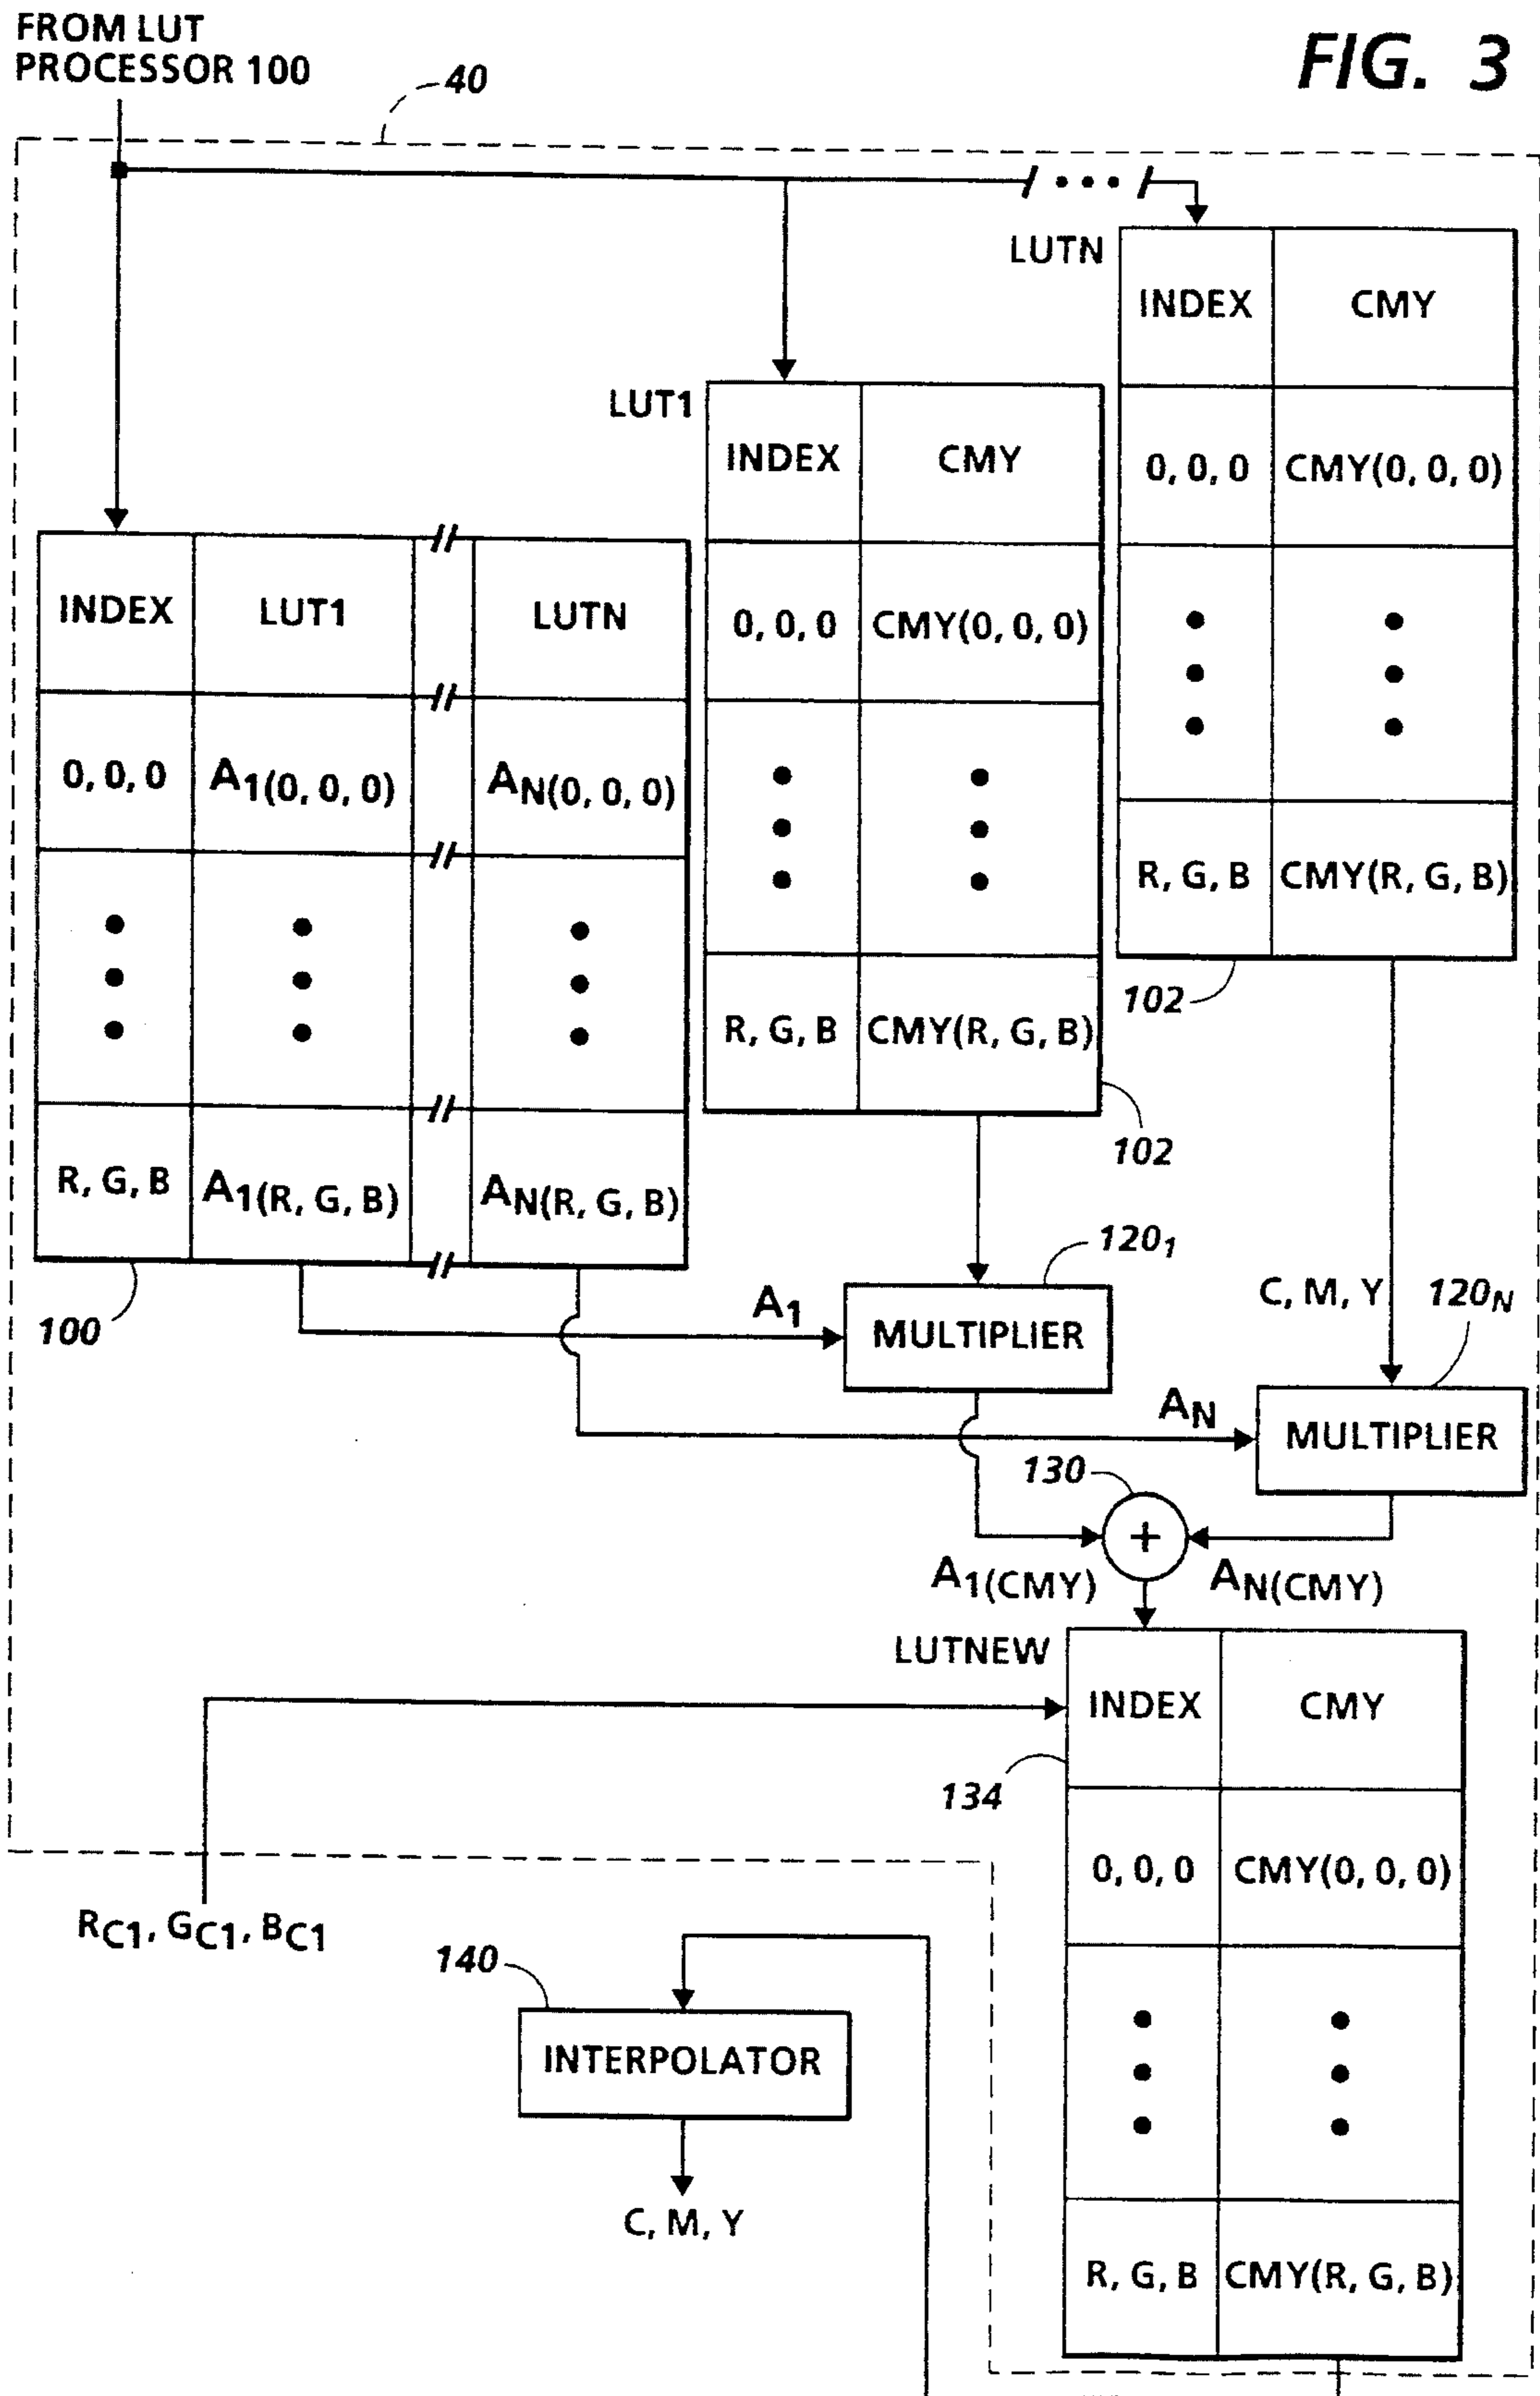 FROM LUT
PROCESSOR 100
FIG. 3
40
LUTN
INDEX CMY
0, 0, 0 CMY(0, 0, 0)
R, G, B CMY(R, G, B)
102
LUT1
INDEX CMY
0, 0, 0 CMY(0, 0, 0)
R, G, B CMY(R, G, B)
102
INDEX LUT1 LUTN
0, 0, 0 A1(0, 0, 0) AN(0, 0, 0)
R, G, B A1(R, G, B) AN(R, G, B)
100
A1
MULTIPLIER
1201
C, M, Y
120N
AN
MULTIPLIER
130
+
A1(CMY)
AN(CMY)
LUTNEW
INDEX CMY
134
0, 0, 0 CMY(0, 0, 0)
R, G, B CMY(R, G, B)
RC1, GC1, BC1
140
INTERPOLATOR
C, M, Y